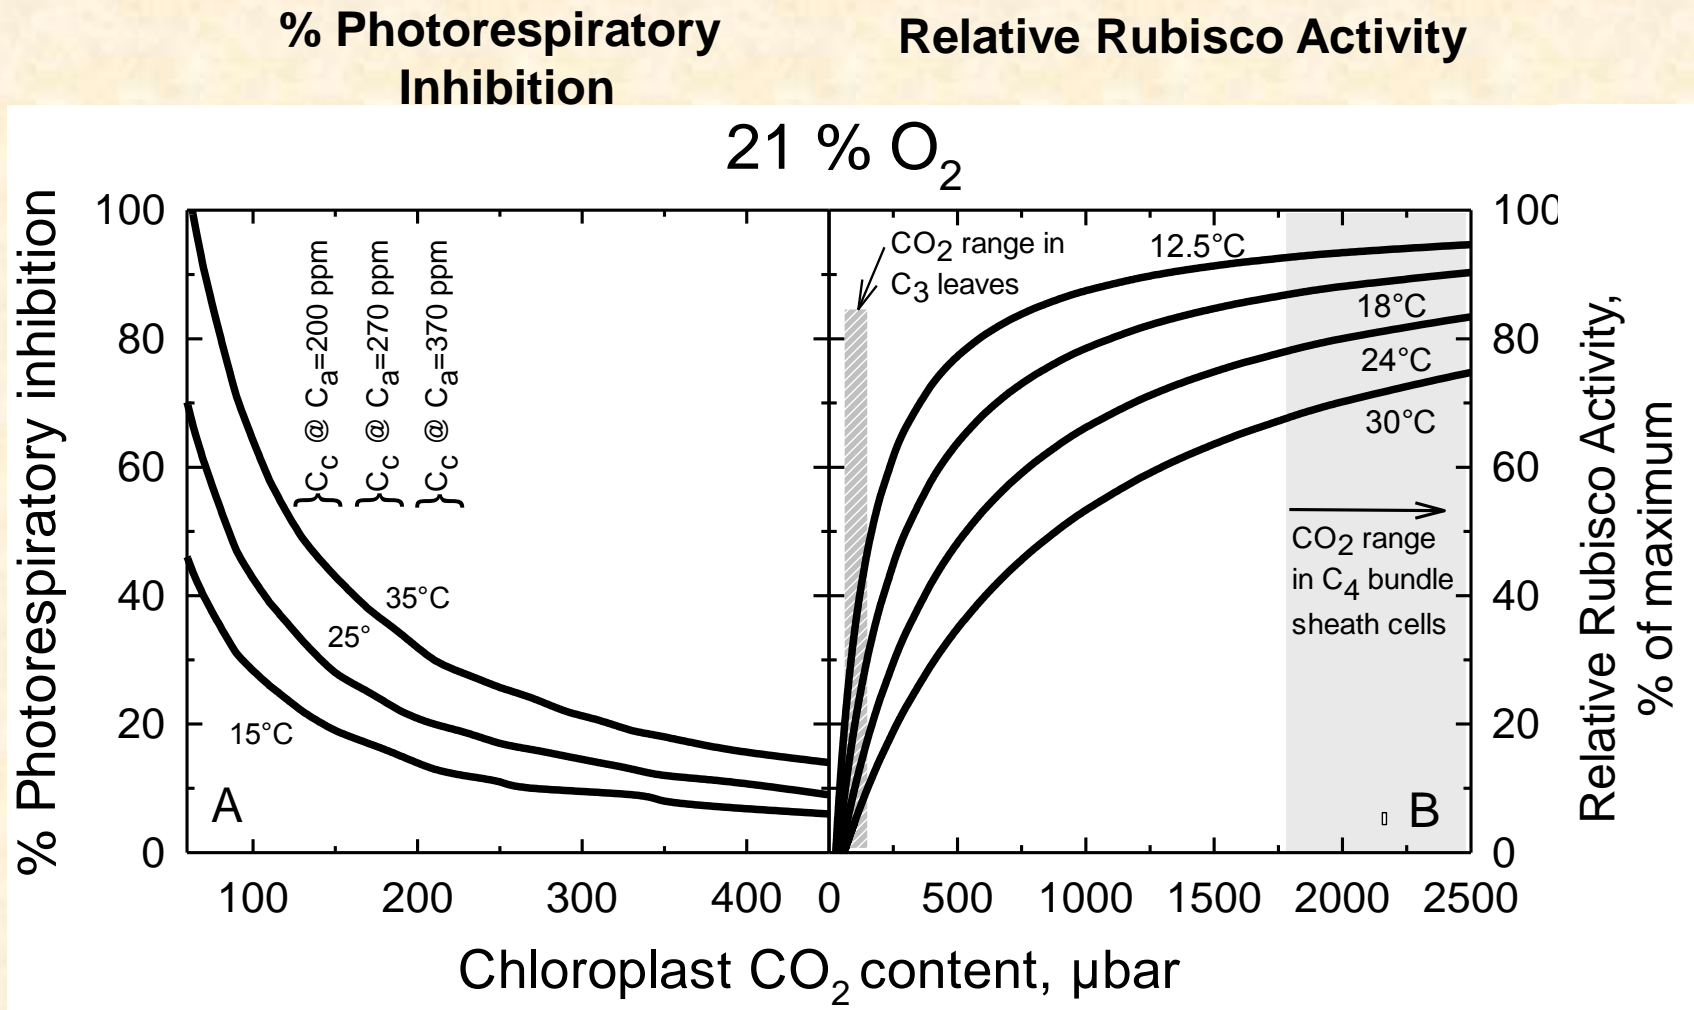 % Photorespiratory
Inhibition
Relative Rubisco Activity
21 % O2
% Photorespiratory inhibition
100
80
60
40
20
0
Cc @ Ca=200 ppm
Cc @ Ca=270 ppm
Cc @ Ca=370 ppm
35°C
25°
15°C
A
100
200
300
400
CO2 range in
C3 leaves
12.5°C
18°C
24°C
30°C
CO2 range
in C4 bundle
sheath cells
B
0
500
1000
1500
2000
2500
100
80
60
40
20
0
Relative Rubisco Activity,
% of maximum
Chloroplast CO2 content, µbar